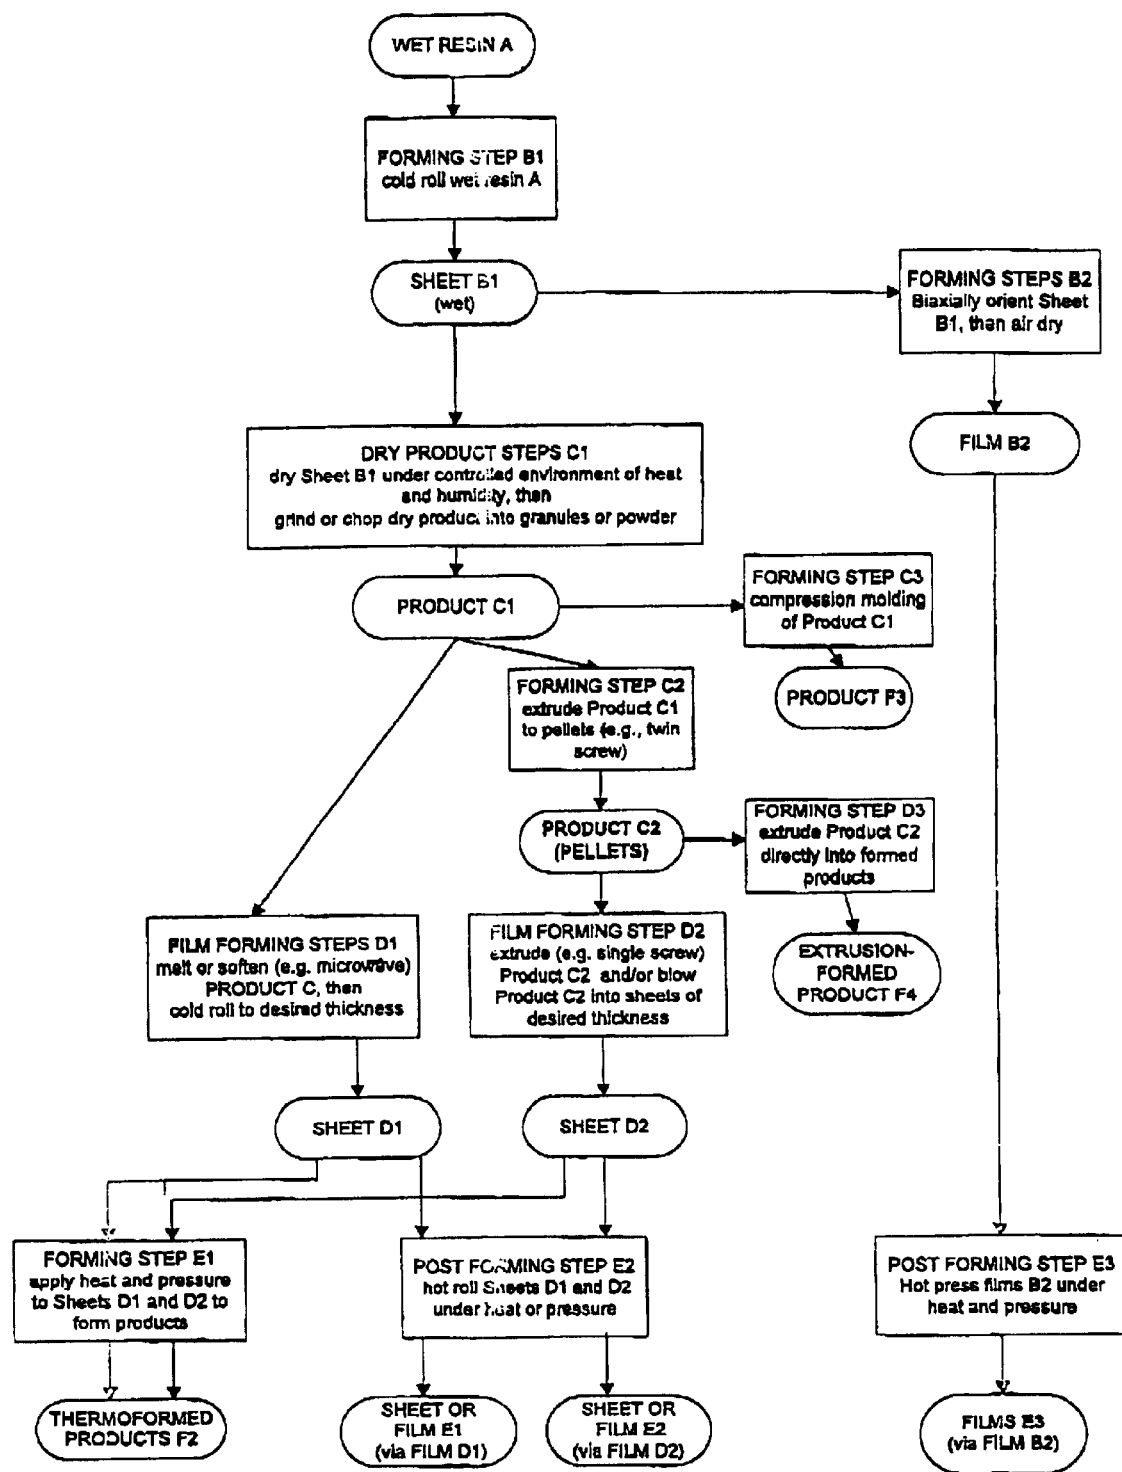 WET RESIN A
FORMING STEP B1
cold roll wet resin A
SHEET B1
(wet)
FORMING STEPS B2
Biaxially orient Sheet
B1, then air dry
FILM B2
DRY PRODUCT STEPS C1
dry Sheet B1 under controlled environment of heat
and humidity, then
grind or chop dry product into granules or powder
PRODUCT C1
FORMING STEP C3
compression molding
of Product C1
PRODUCT F3
FORMING STEP C2
extrude Product C1
to pellets (e.g., twin
screw)
PRODUCT C2
(PELLETS)
FORMING STEP D3
extrude Product C2
directly into formed
products
EXTRUSION-
FORMED
PRODUCT F4
FILM FORMING STEPS D1
melt or soften (e.g. microwave)
PRODUCT C, then
cold roll to desired thickness
FILM FORMING STEP D2
extrude (e.g. single screw)
Product C2 and/or blow
Product C2 into sheets of
desired thickness
SHEET D1
SHEET D2
FORMING STEP E1
apply heat and pressure
to Sheets D1 and D2 to
form products
POST FORMING STEP E2
hot roll Sheets D1 and D2
under heat or pressure
POST FORMING STEP E3
Hot press films B2 under
heat and pressure
THERMOFORMED
PRODUCTS F2
SHEET OR
FILM E1
(via FILM D1)
SHEET OR
FILM E2
(via FILM D2)
FILMS E3
(via FILM B2)